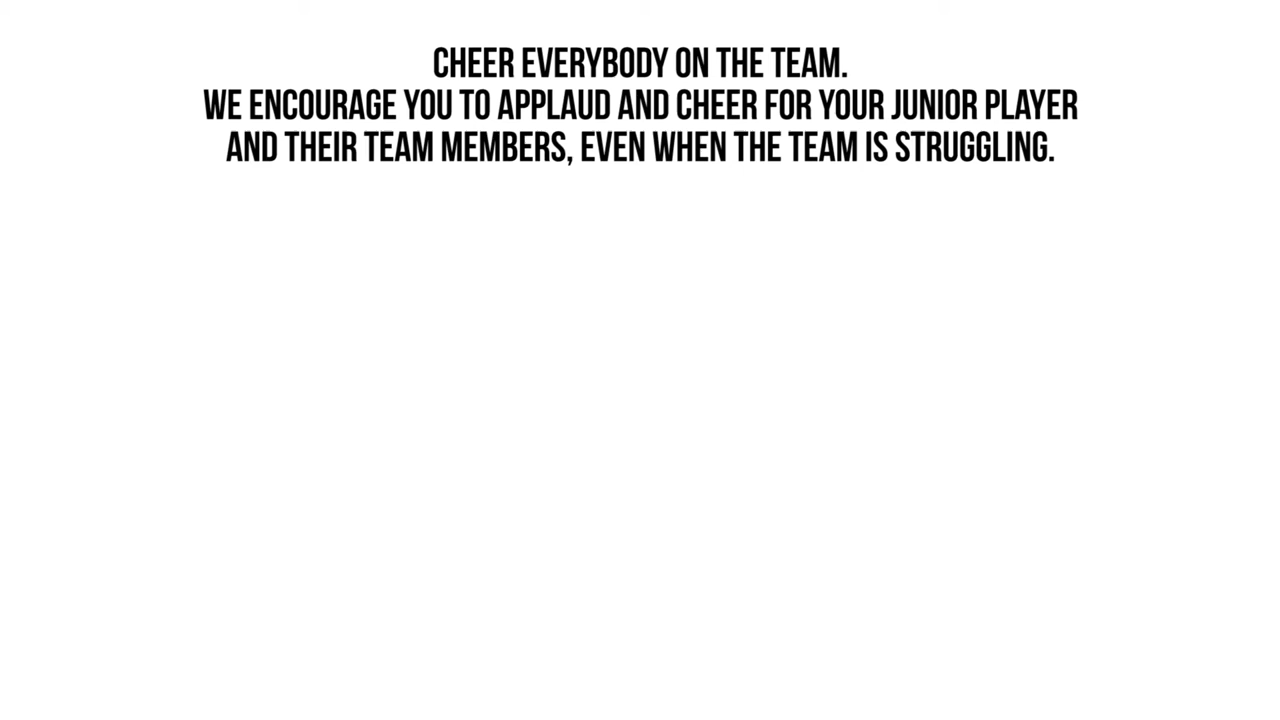 CHEER EVERYBODY ON THE TEAM.
WE ENCOURAGE YOU TO APPLAUD AND CHEER FOR YOUR JUNIOR PLAYER
AND THEIR TEAM MEMBERS, EVEN WHEN THE TEAM IS STRUGGLING.